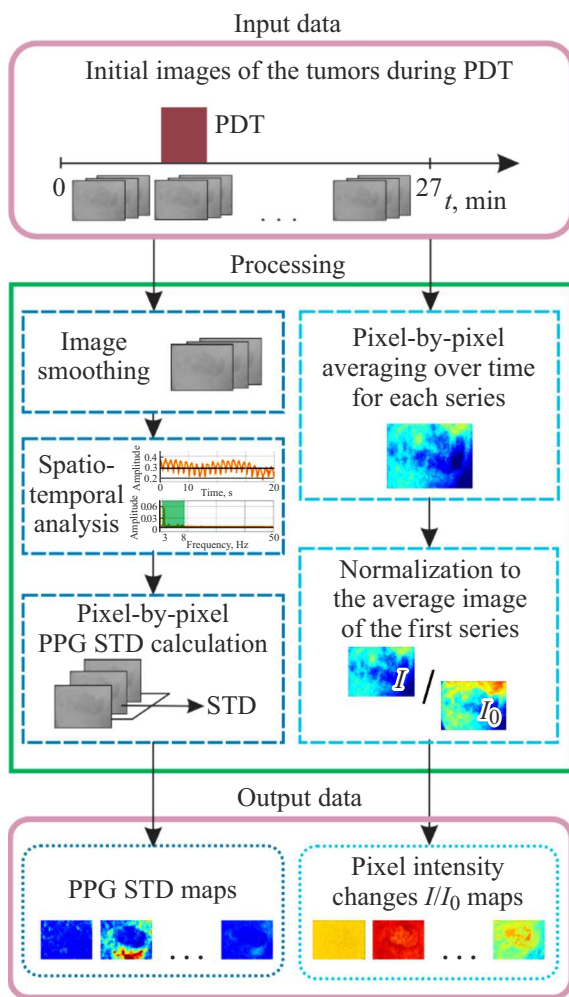 Input data
Initial images of the tumors during PDT
PDT
0
27
t, min
. . .
Processing
Image
smoothing
Spatio-
temporal
analysis
Amplitude
0.4
0.3
0.2
0
10
20
Time, s
Amplitude
0.06
0.03
0
3
8
50
Frequency, Hz
Pixel-by-pixel
PPG STD calculation
STD
Pixel-by-pixel
averaging over time
for each series
Normalization to
the average image
of the first series
I
/
I0
Output data
PPG STD maps
. . .
Pixel intensity
changes I/I0 maps
. . .